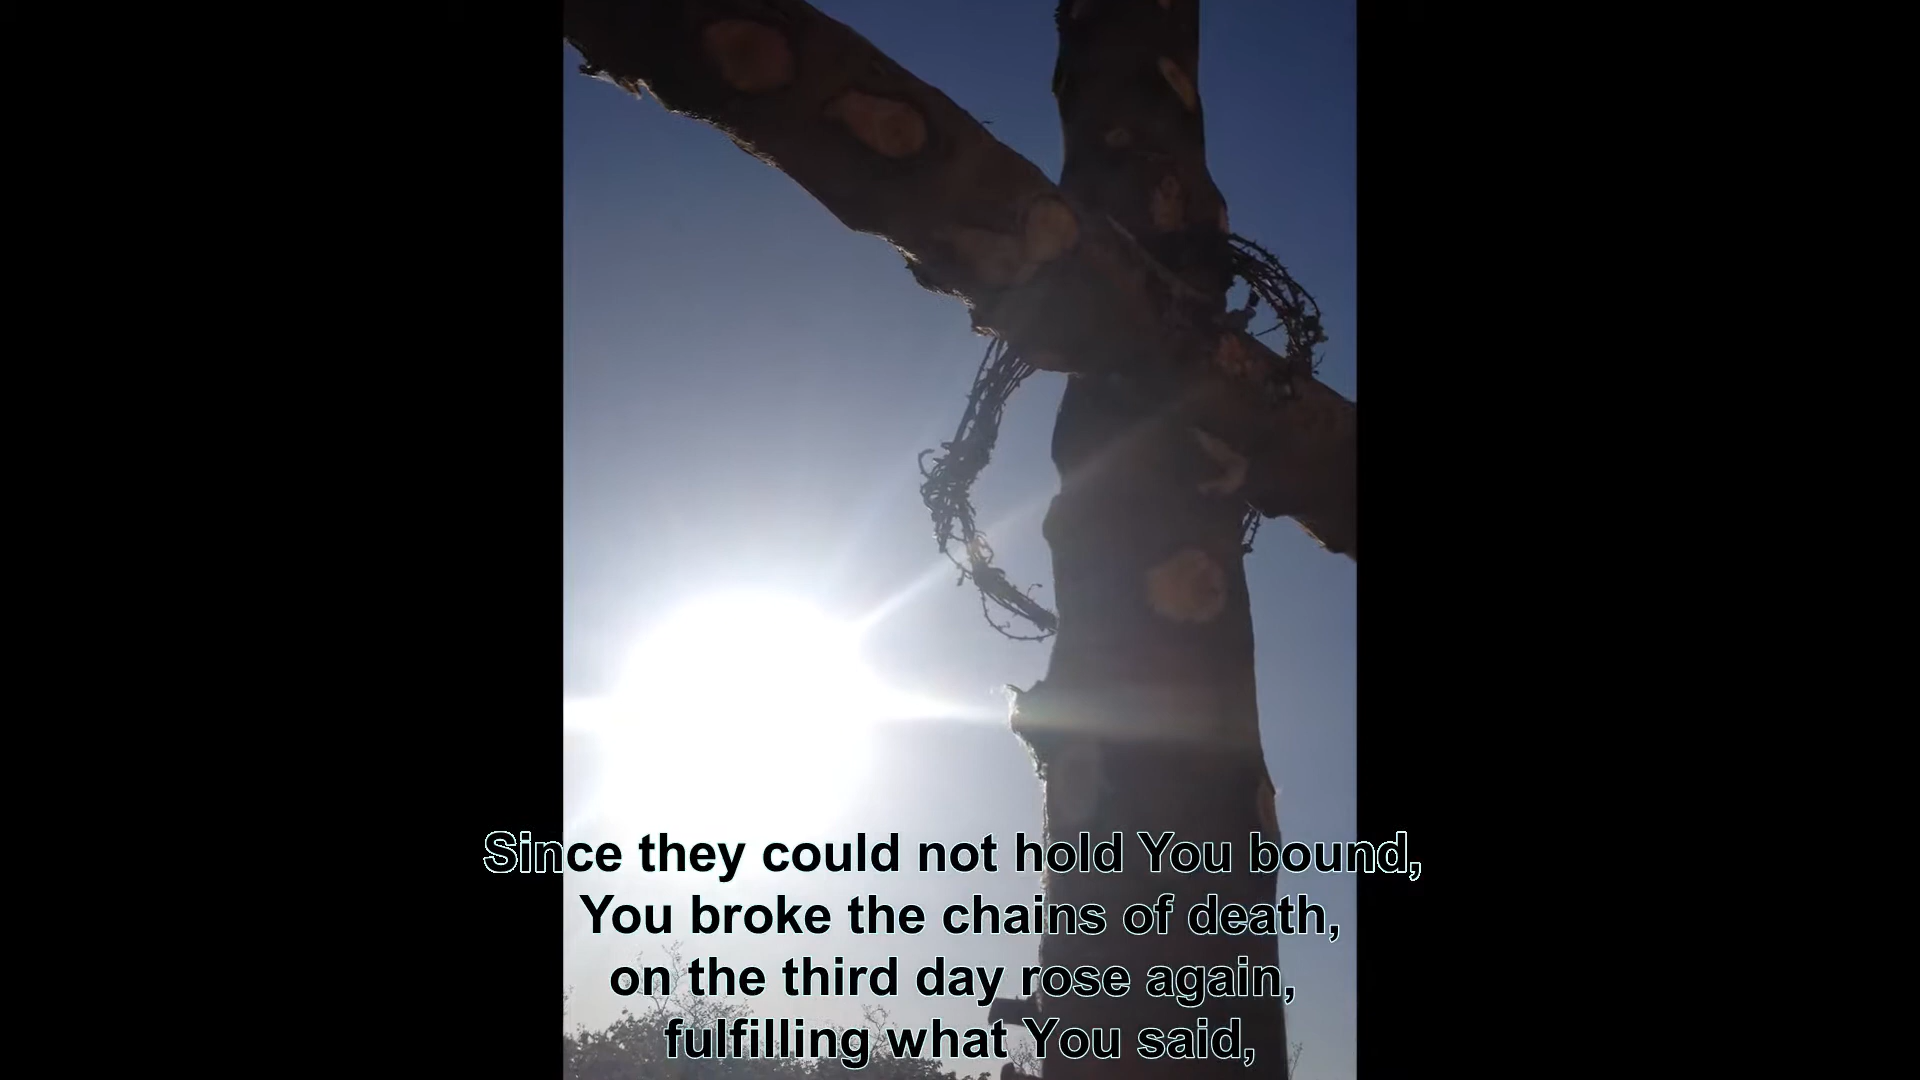 Since they could not hold You bound,
You broke the chains of death,
on the third day rose again,
fulfilling what You said,